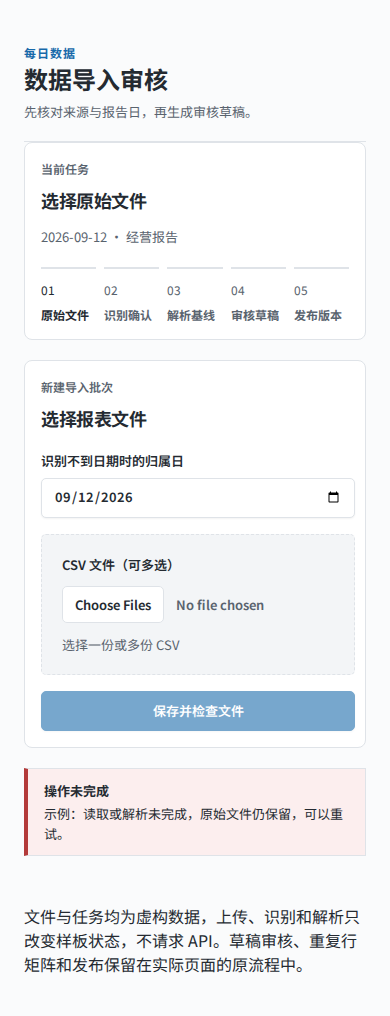 每日数据
数据导入审核
先核对来源与报告日，再生成审核草稿。
当前任务
选择原始文件
2026-09-12 · 经营报告
01 02 03 04 05
原始文件 识别确认 解析基线 审核草稿 发布版本
新建导入批次
选择报表文件
识别不到日期时的归属日
09/12/2026
CSV 文件（可多选）
Choose Files No file chosen
选择一份或多份 CSV
保存并检查文件
操作未完成
示例：读取或解析未完成，原始文件仍保留，可以重
试。
文件与任务均为虚构数据，上传、识别和解析只
改变样板状态，不请求 API。草稿审核、重复行
矩阵和发布保留在实际页面的原流程中。